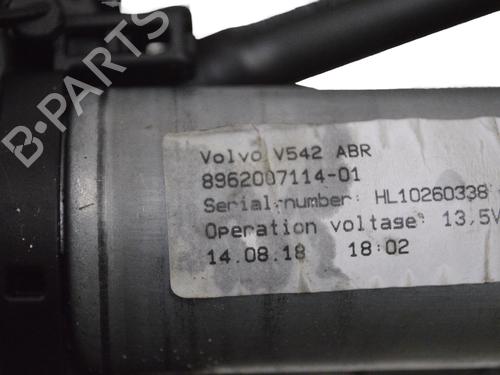 B-PARTS
Volvo V542 ABR
8962007114-01
Serial-number: HL10260338
Operation voltage: 13,5V
14.08.18 18:02